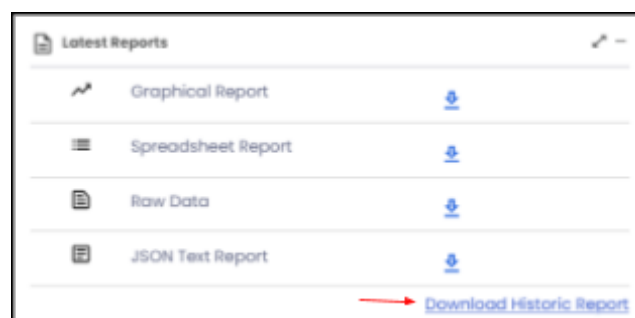 Latest Reports
Graphical Report
Spreadsheet Report
Raw Data
JSON Text Report
Download Historic Report